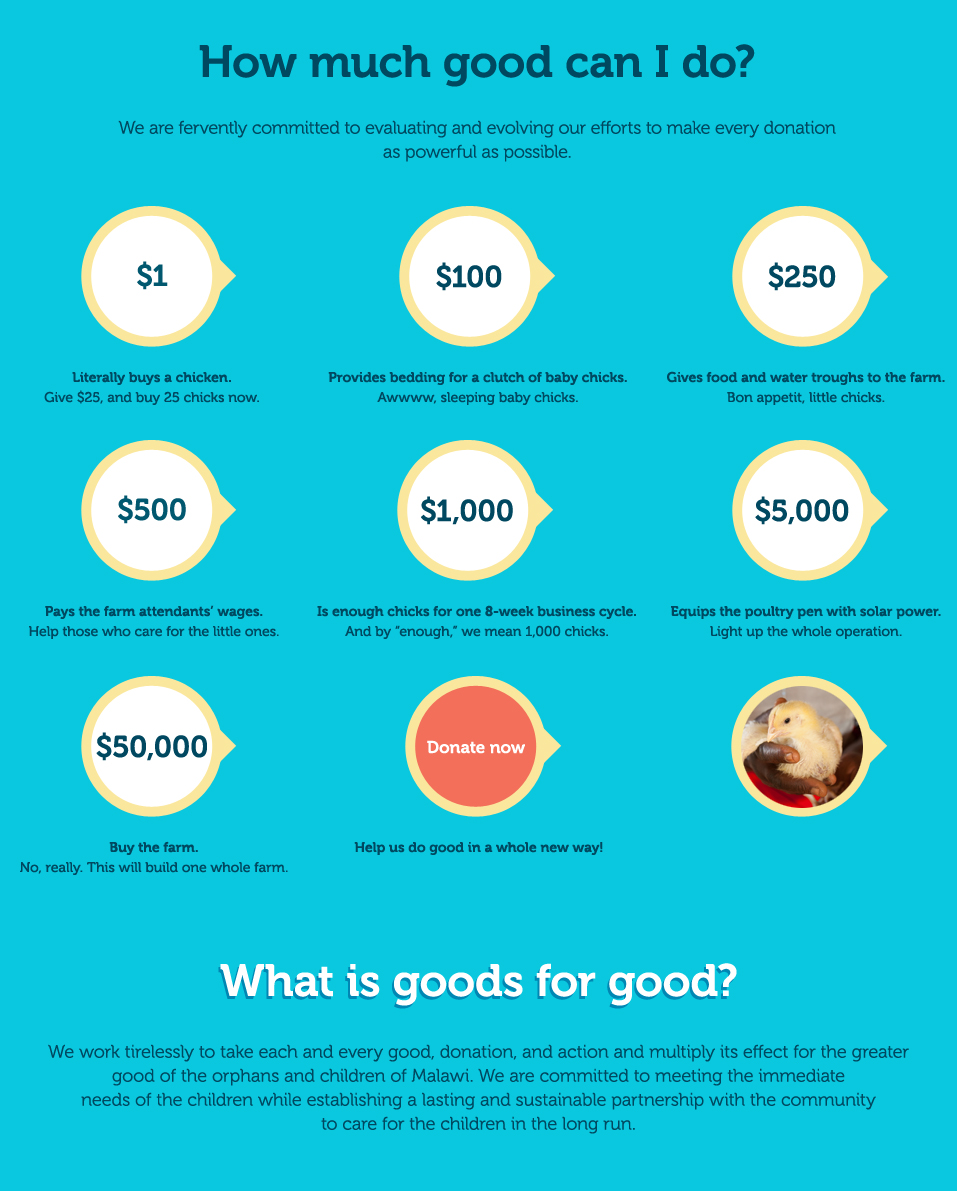 How much good can I do?
We are fervently committed to evaluating and evolving our efforts to make every donation
as powerful as possible.
$1
Literally buys a chicken.
Give $25, and buy 25 chicks now.
$100
Provides bedding for a clutch of baby chicks.
Awwww, sleeping baby chicks.
$250
Gives food and water troughs to the farm.
Bon appetit, little chicks.
$500
Pays the farm attendants’ wages.
Help those who care for the little ones.
$1,000
Is enough chicks for one 8-week business cycle.
And by “enough,” we mean 1,000 chicks.
$5,000
Equips the poultry pen with solar power.
Light up the whole operation.
$50,000
Buy the farm.
No, really. This will build one whole farm.
Donate now
Help us do good in a whole new way!
What is goods for good?
We work tirelessly to take each and every good, donation, and action and multiply its effect for the greater
good of the orphans and children of Malawi. We are committed to meeting the immediate
needs of the children while establishing a lasting and sustainable partnership with the community
to care for the children in the long run.